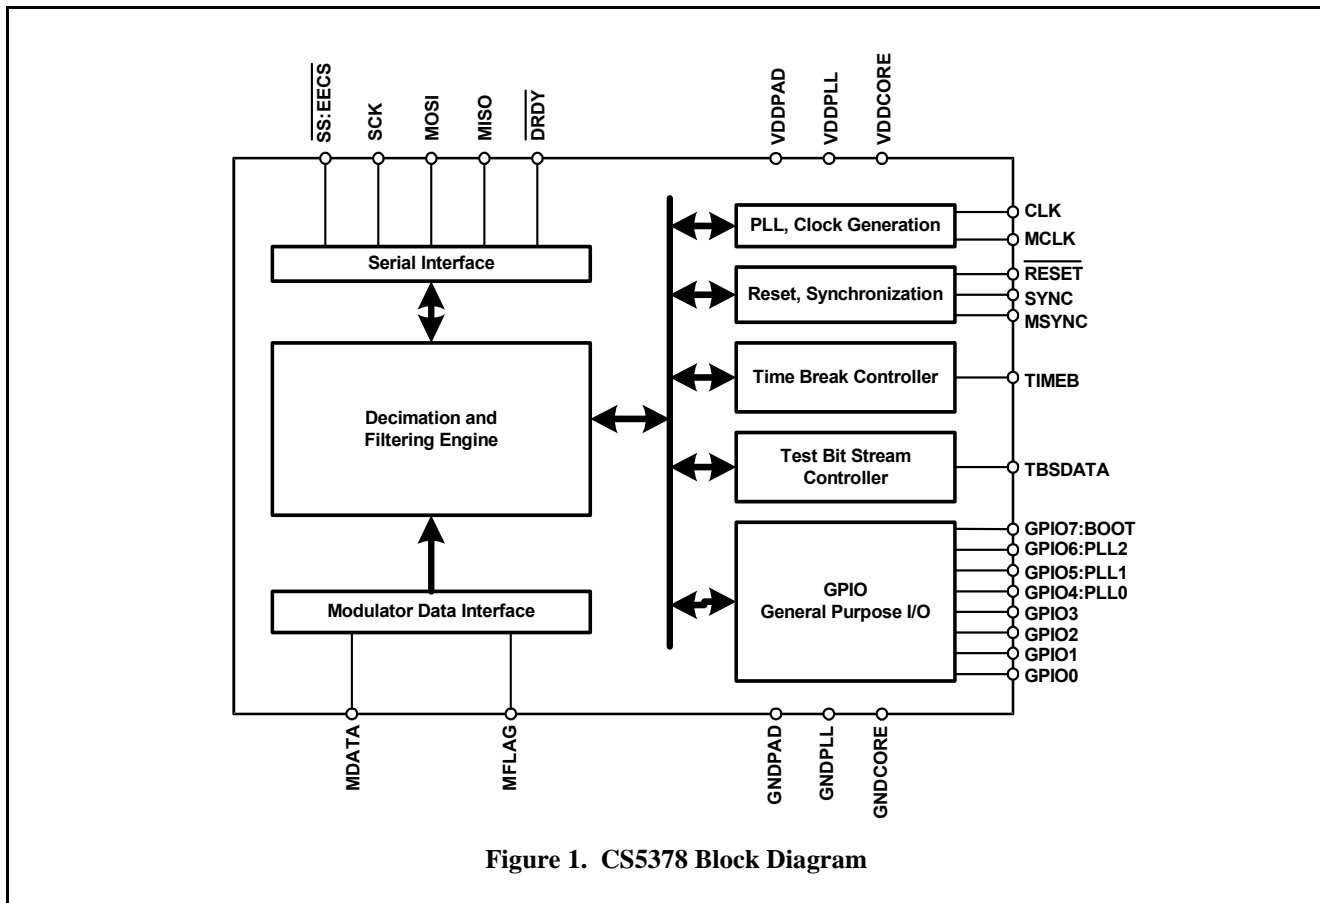 SS:EECS
SCK
MOSI
MISO
DRDY
VDDPAD
VDDPLL
VDDCORE
Serial Interface
Decimation and
Filtering Engine
Modulator Data Interface
PLL, Clock Generation
Reset, Synchronization
Time Break Controller
Test Bit Stream
Controller
GPIO
General Purpose I/O
CLK
MCLK
RESET
SYNC
MSYNC
TIMEB
TBSDATA
GPIO7:BOOT
GPIO6:PLL2
GPIO5:PLL1
GPIO4:PLL0
GPIO3
GPIO2
GPIO1
GPIO0
MDATA
MFLAG
GNDPAD
GNDPLL
GNDCORE
Figure 1. CS5378 Block Diagram